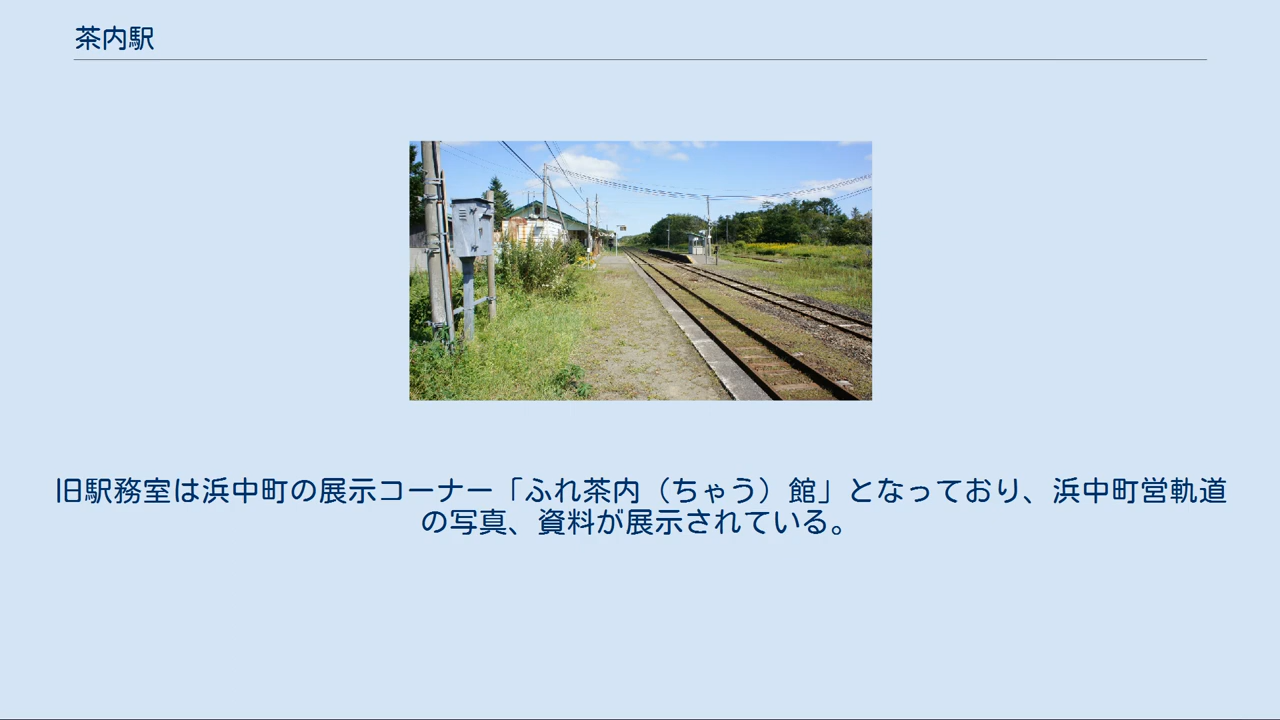 茶内駅
旧駅務室は浜中町の展示コーナー「ふれ茶内（ちゃう）館」となっており、浜中町営軌道
の写真、資料が展示されている。